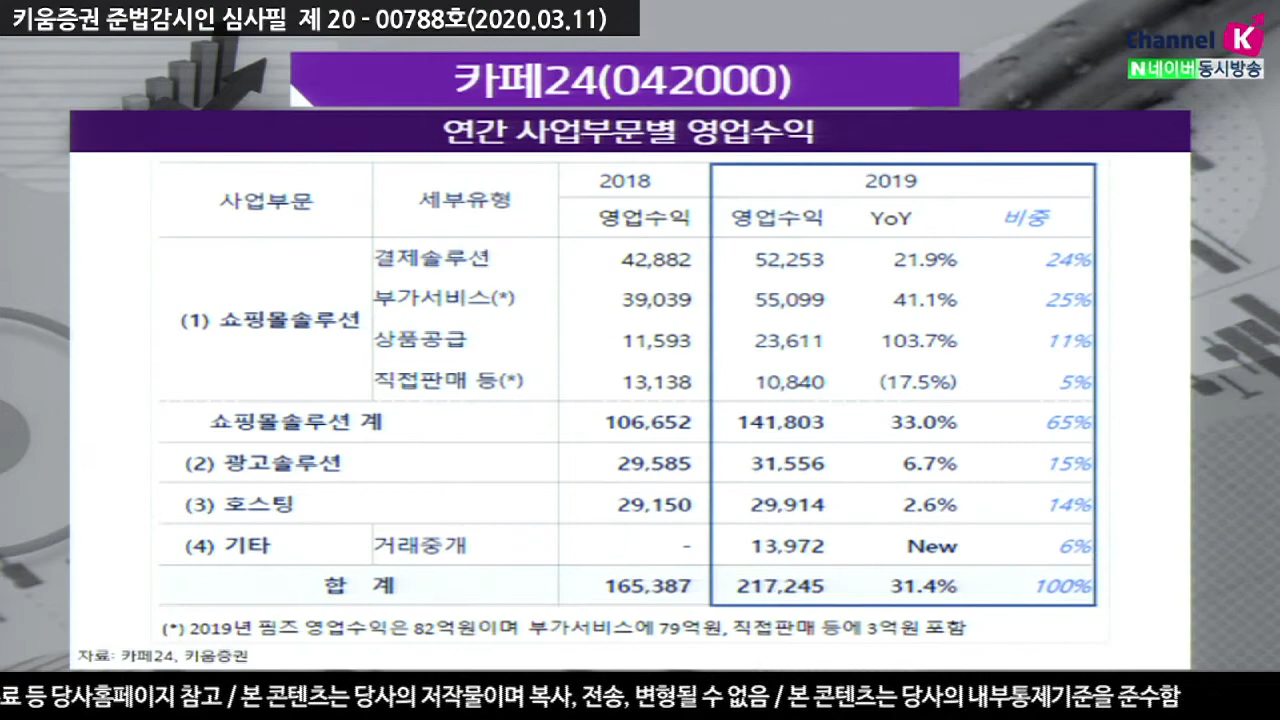 키움증권 준법감시인 심사필 제 20 - 00788호(2020.03.11)
Channel K
N 네이버 동시방송
카페24(042000)
연간 사업부문별 영업수익
사업부문 세부유형 2018 2019
영업수익 영업수익 YoY 비중
(1) 쇼핑몰솔루션 결제솔루션 42,882 52,253 21.9% 24%
부가서비스(*) 39,039 55,099 41.1% 25%
상품공급 11,593 23,611 103.7% 11%
직접판매 등(*) 13,138 10,840 (17.5%) 5%
쇼핑몰솔루션 계 106,652 141,803 33.0% 65%
(2) 광고솔루션 29,585 31,556 6.7% 15%
(3) 호스팅 29,150 29,914 2.6% 14%
(4) 기타 거래중개 - 13,972 New 6%
합 계 165,387 217,245 31.4% 100%
(*) 2019년 핌즈 영업수익은 82억원이며 부가서비스에 79억원, 직접판매 등에 3억원 포함
자료: 카페24, 키움증권
료 등 당사홈페이지 참고 / 본 콘텐츠는 당사의 저작물이며 복사, 전송, 변형될 수 없음 / 본 콘텐츠는 당사의 내부통제기준을 준수함